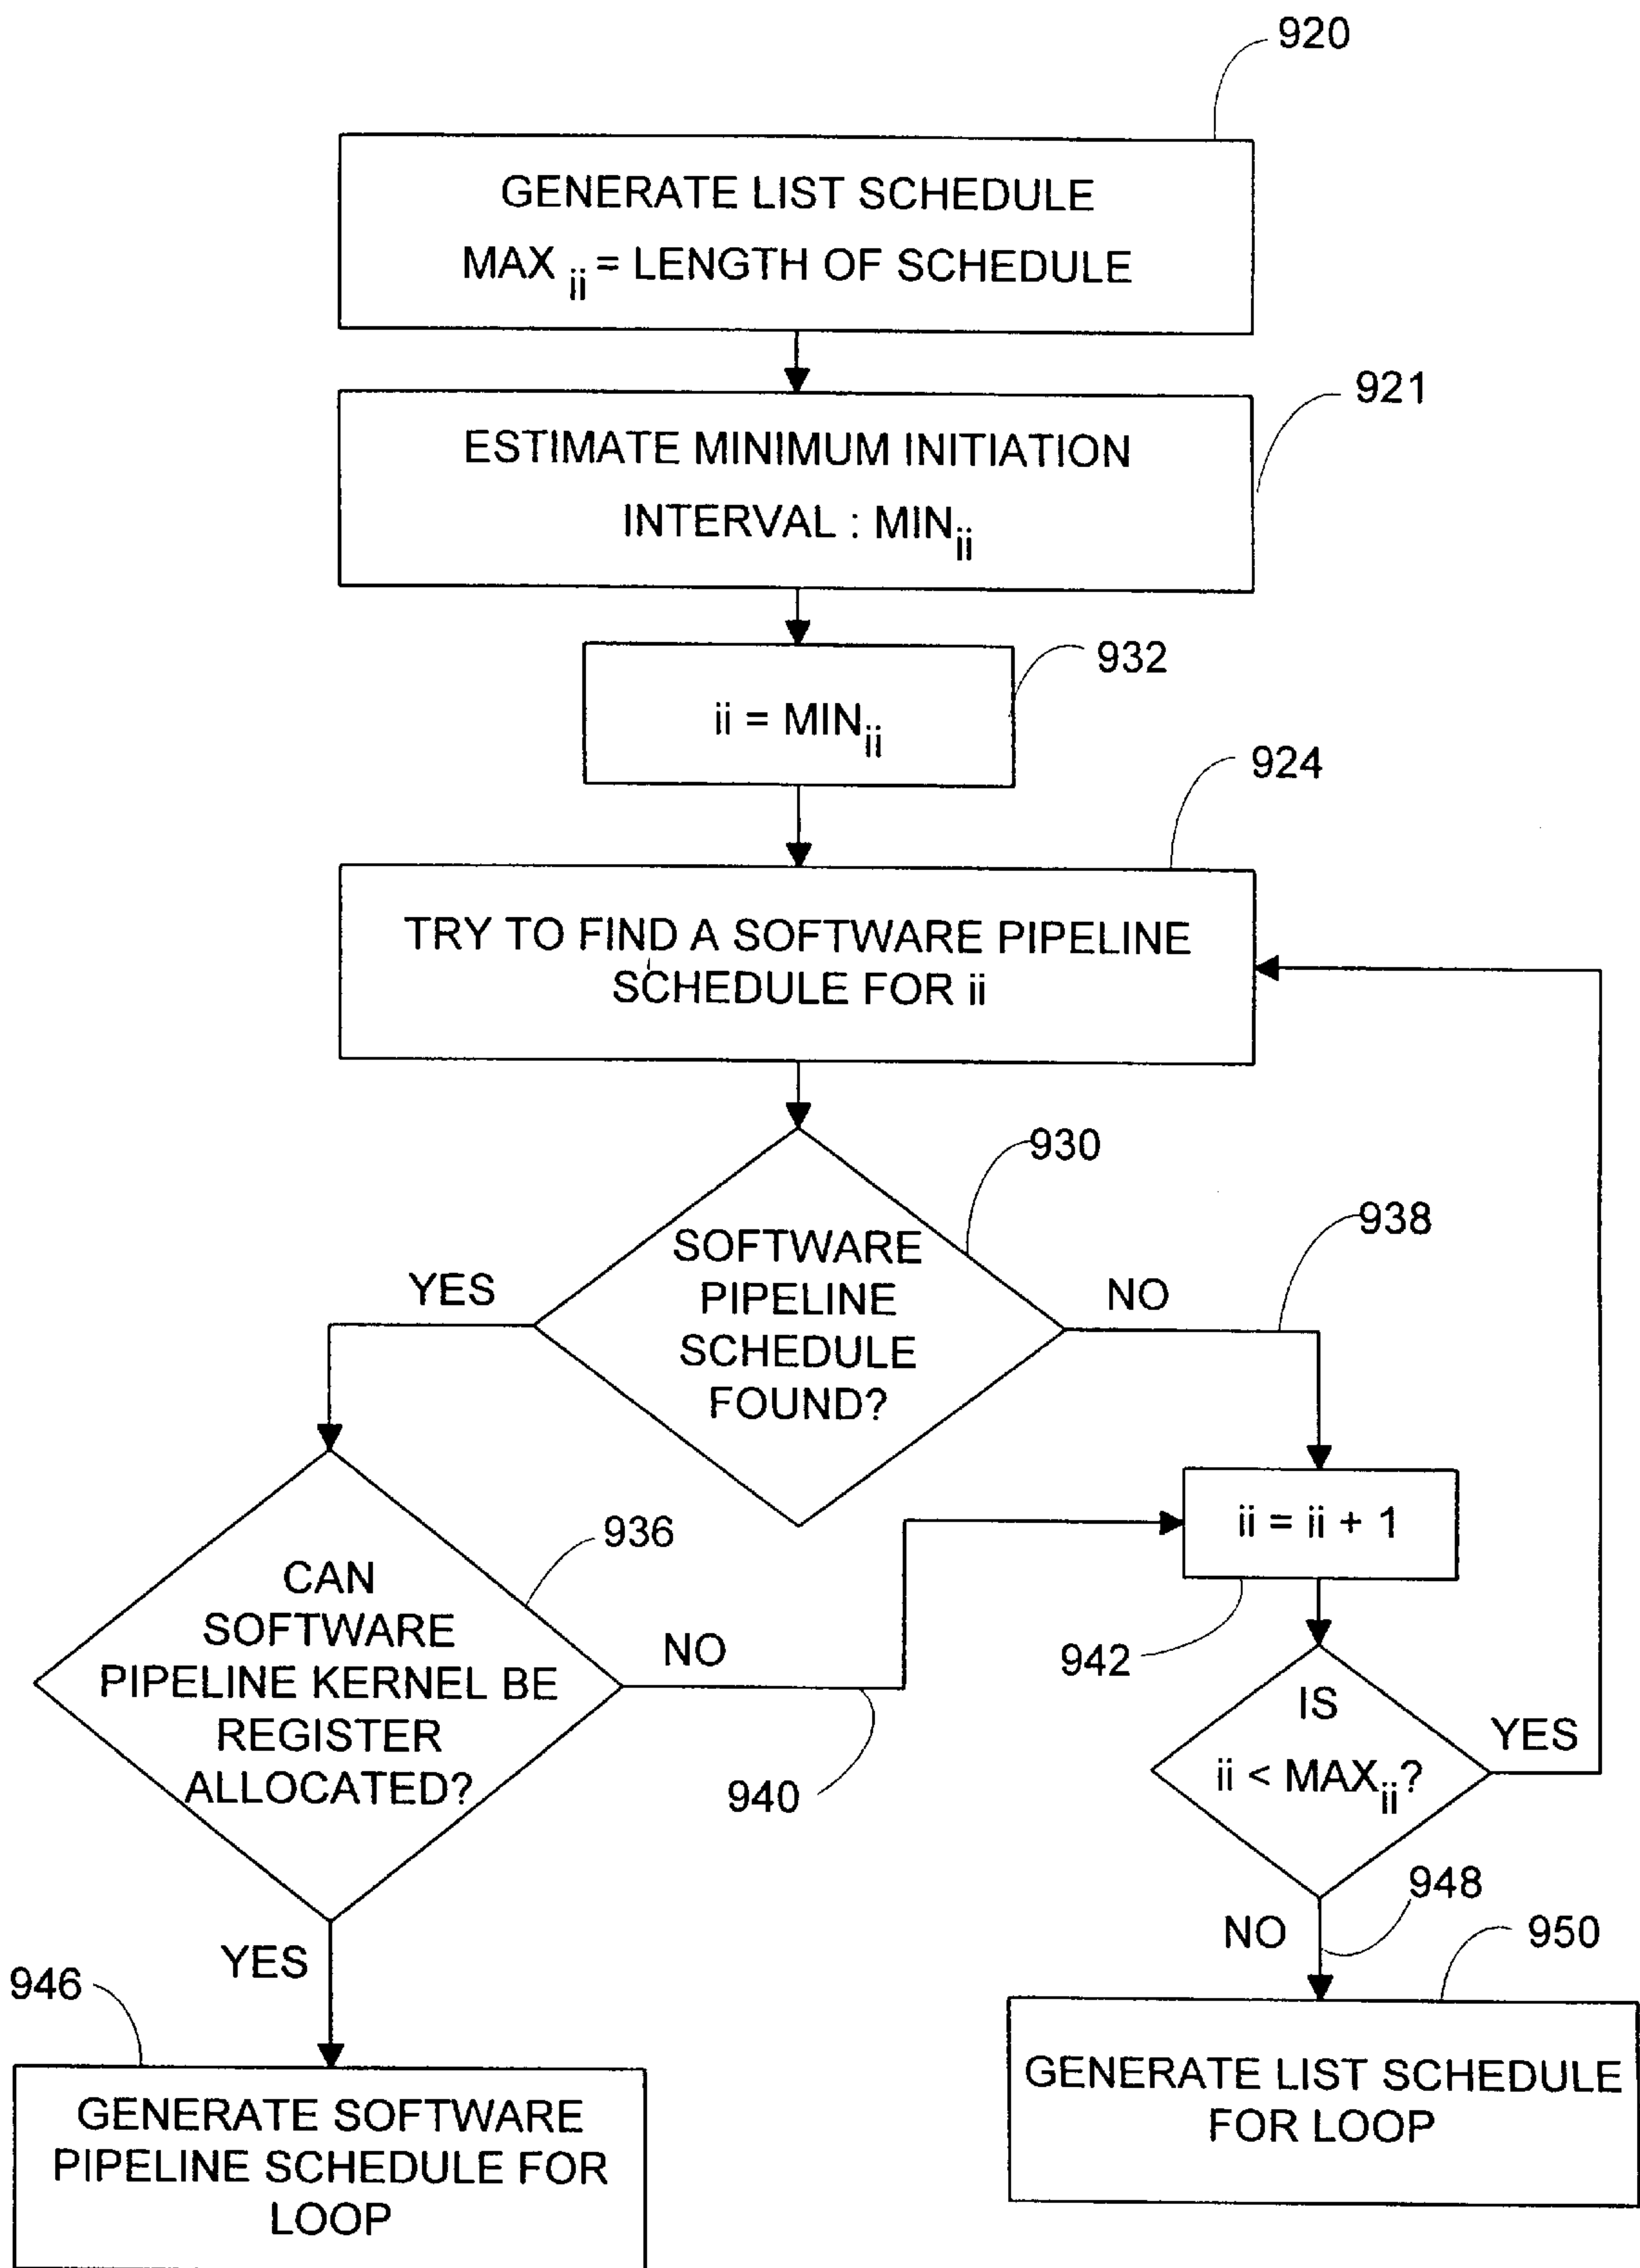 920
GENERATE LIST SCHEDULE
MAX ii = LENGTH OF SCHEDULE
921
ESTIMATE MINIMUM INITIATION
INTERVAL : MINii
932
ii = MINii
924
TRY TO FIND A SOFTWARE PIPELINE
SCHEDULE FOR ii
930
SOFTWARE
PIPELINE
SCHEDULE
FOUND?
YES
NO
938
936
CAN
SOFTWARE
PIPELINE KERNEL BE
REGISTER
ALLOCATED?
NO
940
ii = ii + 1
942
IS
ii < MAXii?
YES
948
NO
950
YES
946
GENERATE SOFTWARE
PIPELINE SCHEDULE FOR
LOOP
GENERATE LIST SCHEDULE
FOR LOOP